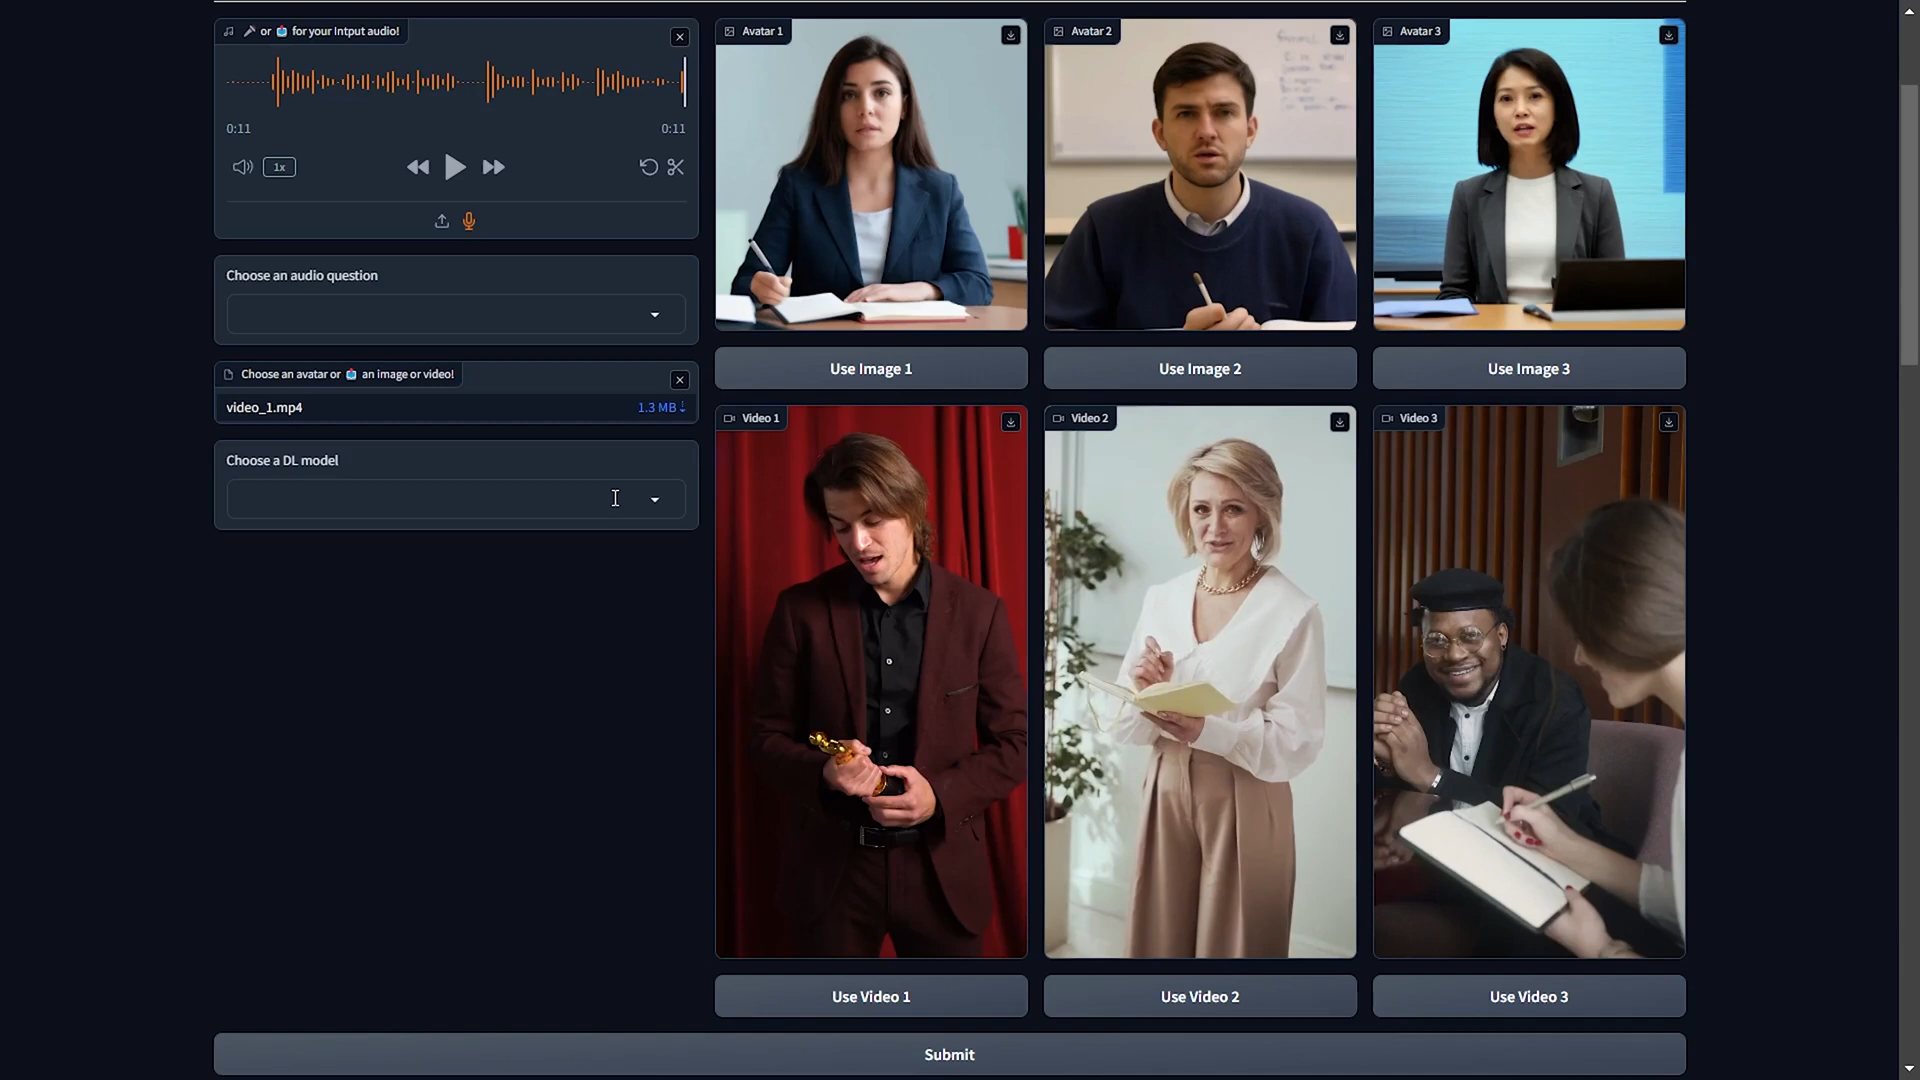 or for your Intput audio!
0:11
0:11
1x
Choose an audio question
Choose an avatar or an image or video!
video_1.mp4
1.3 MB ↓
Choose a DL model
Avatar 1
Avatar 2
Avatar 3
Use Image 1
Use Image 2
Use Image 3
Video 1
Video 2
Video 3
Use Video 1
Use Video 2
Use Video 3
Submit